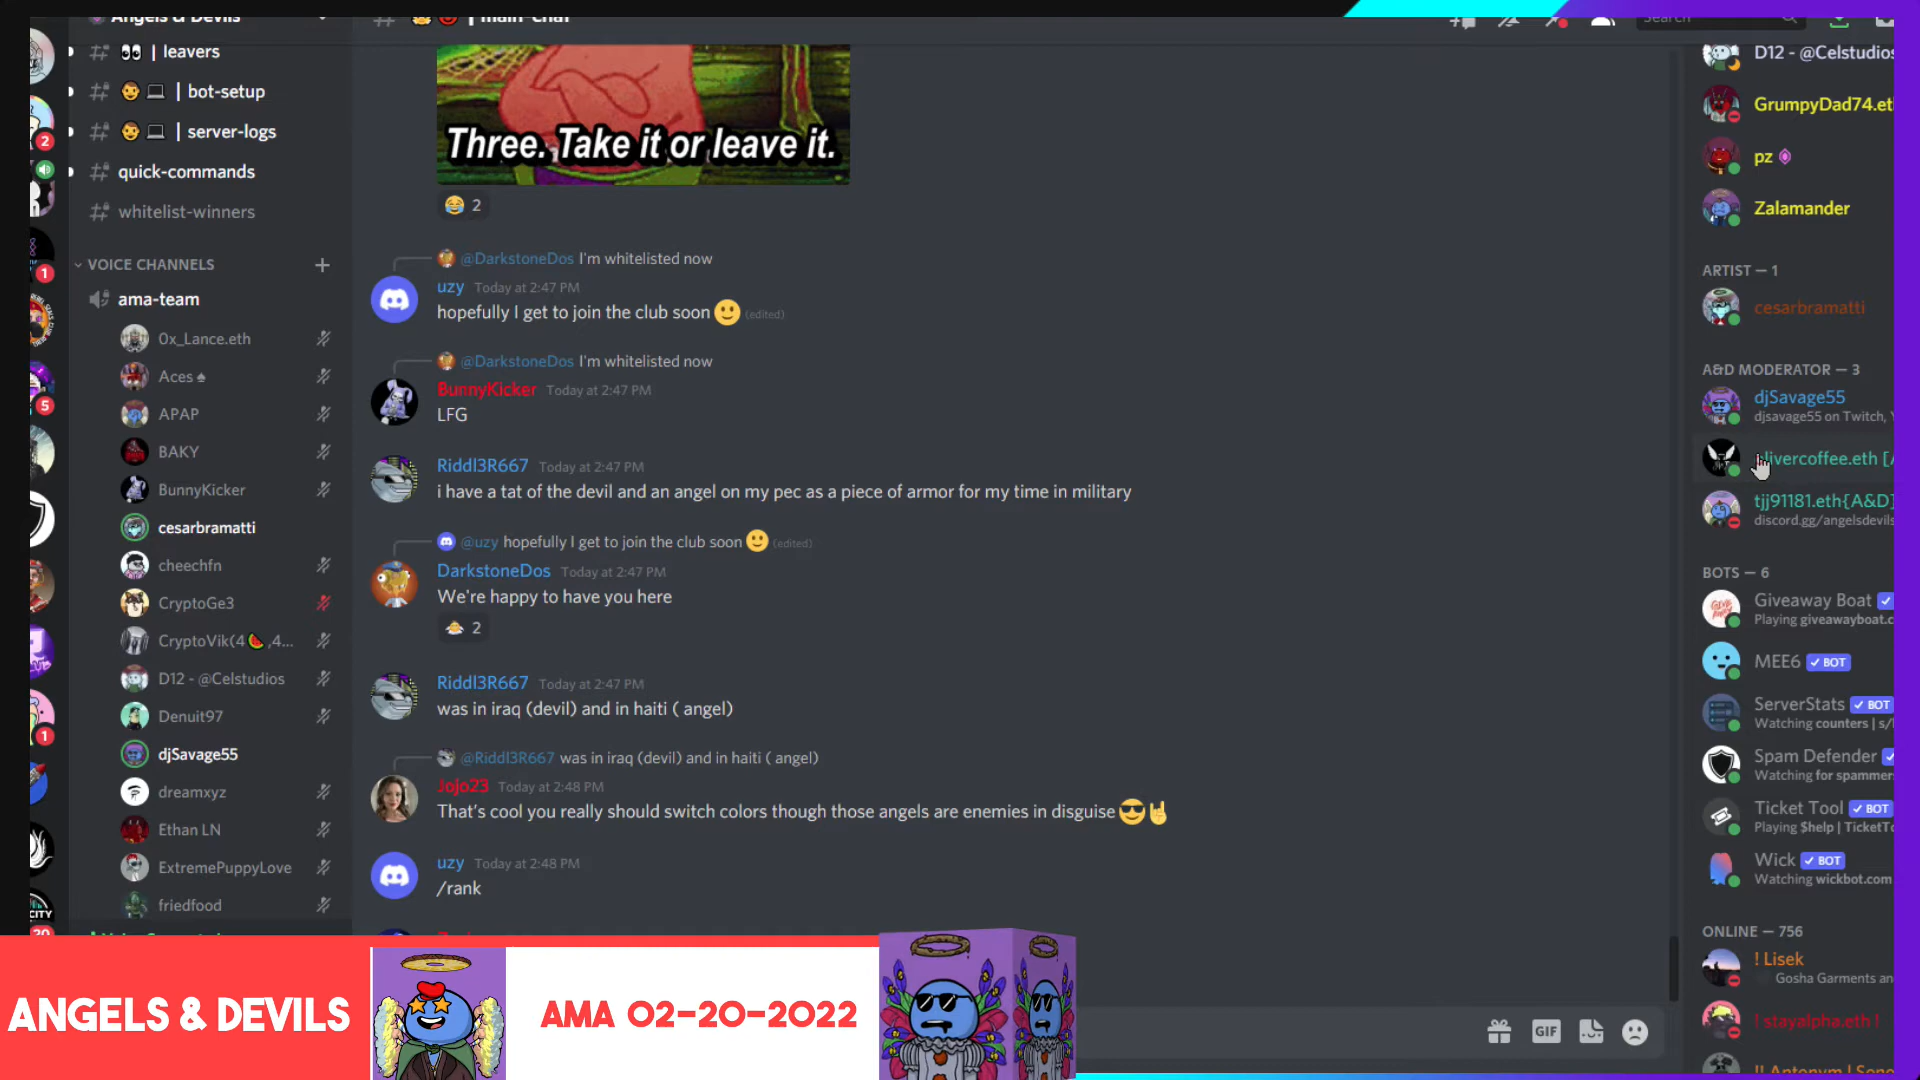 Angels & Devils
leavers
bot-setup
server-logs
quick-commands
whitelist-winners
VOICE CHANNELS
ama-team
0x_Lance.eth
Aces♠
APAP
BAKY
BunnyKicker
cesarbramatti
cheechfn
CryptoGe3
CryptoVik(4🍉,4...
D12 - @Celstudios
Denuit97
djSavage55
dreamxyz
Ethan LN
ExtremePuppyLove
friedfood
2
1
5
1
20
CITY
| main-chat
Three. Take it or leave it.
😂 2
@DarkstoneDos I'm whitelisted now
uzy Today at 2:47 PM
hopefully I get to join the club soon 🙂 (edited)
@DarkstoneDos I'm whitelisted now
BunnyKicker Today at 2:47 PM
LFG
Riddl3R667 Today at 2:47 PM
i have a tat of the devil and an angel on my pec as a piece of armor for my time in military
@uzy hopefully I get to join the club soon 🙂 (edited)
DarkstoneDos Today at 2:47 PM
We're happy to have you here
2
Riddl3R667 Today at 2:47 PM
was in iraq (devil) and in haiti ( angel)
@Riddl3R667 was in iraq (devil) and in haiti ( angel)
Jojo23 Today at 2:48 PM
That's cool you really should switch colors though those angels are enemies in disguise 😎🤘
uzy Today at 2:48 PM
/rank
GIF
Search
D12 - @Celstudios
GrumpyDad74.eth
pz
Zalamander
ARTIST — 1
cesarbramatti
A&D MODERATOR — 3
djSavage55
djsavage55 on Twitch, Y
livercoffee.eth [A
tjj91181.eth{A&D}
discord.gg/angelsdevils
BOTS — 6
Giveaway Boat
Playing giveawayboat.c
MEE6 ✓ BOT
ServerStats ✓ BOT
Watching counters | s/
Spam Defender
Watching for spammers
Ticket Tool ✓ BOT
Playing $help | TicketTo
Wick ✓ BOT
Watching wickbot.com
ONLINE — 756
! Lisek
Gosha Garments an
! stayalpha.eth !
ANGELS & DEVILS
AMA 02-20-2022